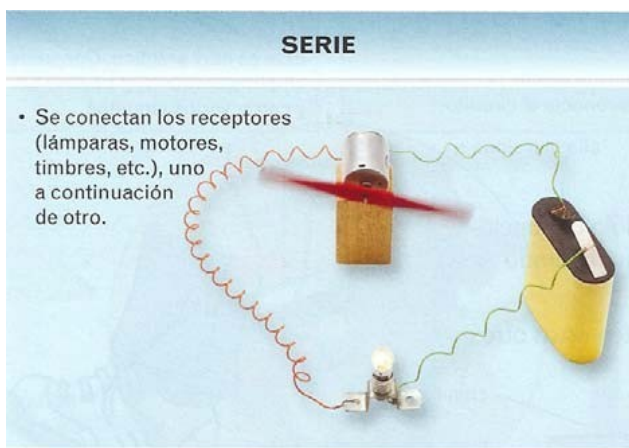 SERIE
• Se conectan los receptores
(lámparas, motores,
timbres, etc.), uno
a continuación
de otro.